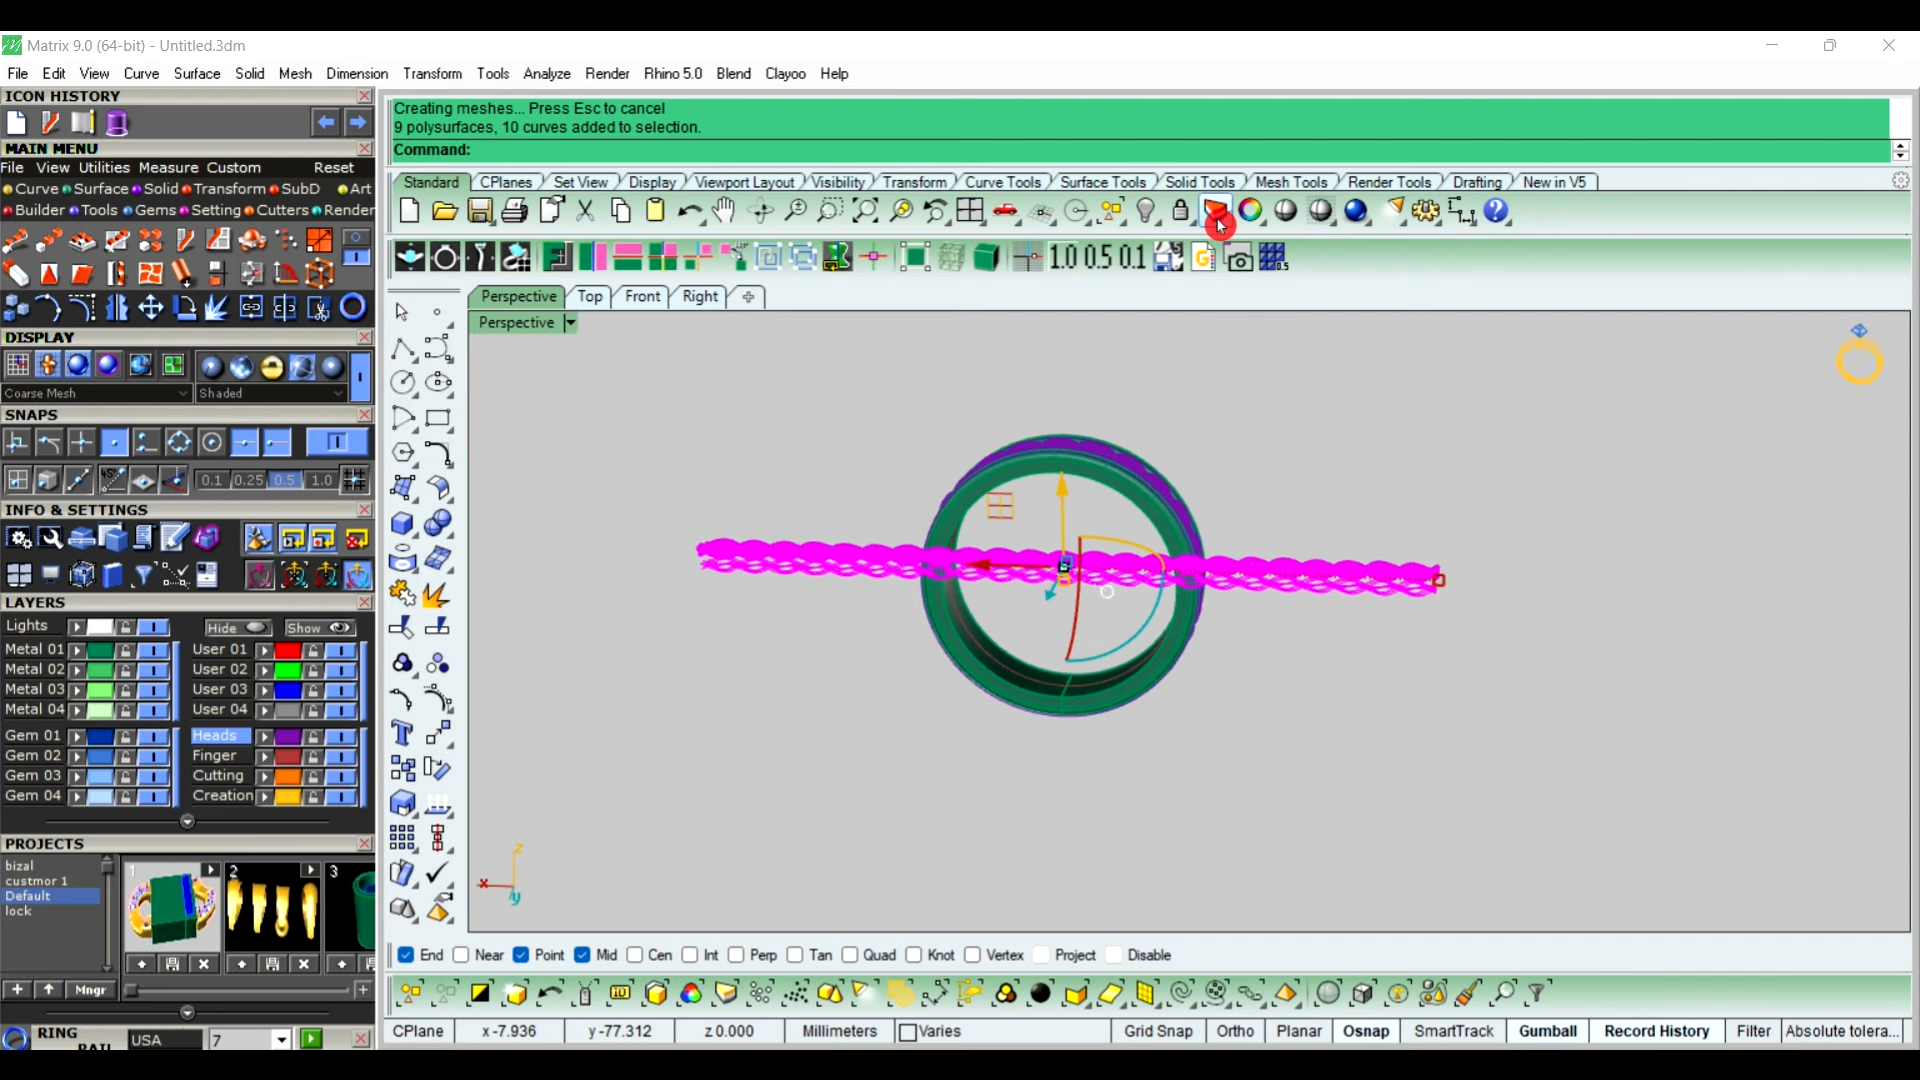 Matrix 9.0 (64-bit) - Untitled.3dm
File Edit View Curve Surface Solid Mesh Dimension Transform Tools Analyze Render Rhino 5.0 Blend Clayoo Help
ICON HISTORY
MAIN MENU
File View Utilities Measure Custom Reset
Curve Surface Solid Transform SubD Art
Builder Tools Gems Setting Cutters Render
DISPLAY
Coarse Mesh Shaded
SNAPS
0.1 0.25 0.5 1.0
INFO & SETTINGS
LAYERS
Lights Hide Show
Metal 01 User 01
Metal 02 User 02
Metal 03 User 03
Metal 04 User 04
Gem 01 Heads
Gem 02 Finger
Gem 03 Cutting
Gem 04 Creation
PROJECTS
bizal
custmor 1
Default
lock
1 2 3
Mngr
RING
RAIL
USA 7
Creating meshes... Press Esc to cancel
9 polysurfaces, 10 curves added to selection.
Command:
Standard CPlanes Set View Display Viewport Layout Visibility Transform Curve Tools Surface Tools Solid Tools Mesh Tools Render Tools Drafting New in V5
1.0 0.5 0.1
Perspective Top Front Right
Perspective
z
x
y
End Near Point Mid Cen Int Perp Tan Quad Knot Vertex Project Disable
CPlane x -7.936 y -77.312 z 0.000 Millimeters Varies Grid Snap Ortho Planar Osnap SmartTrack Gumball Record History Filter Absolute tolera...